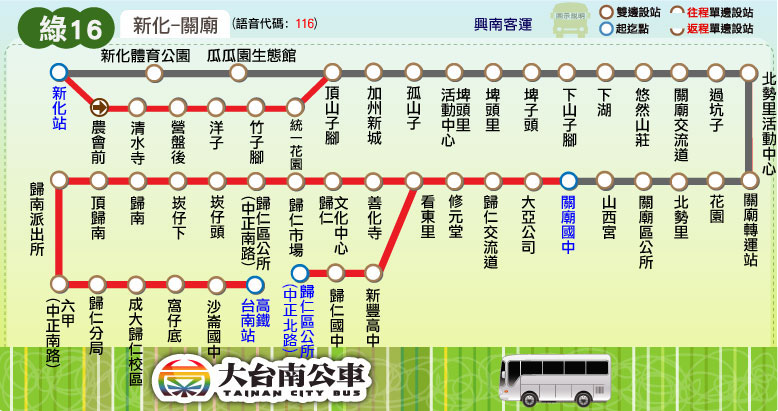 綠16
新化-關廟
(語音代碼: 116)
興南客運
圖示說明
雙邊設站
起迄點
往程單邊設站
返程單邊設站
新化體育公園
瓜瓜園生態館
新化站
農會前
清水寺
營盤後
洋子
竹子腳
統一花園
頂山子腳
加州新城
孤山子
埤頭里
活動中心
埤頭里
埤子頭
下山子腳
下湖
悠然山莊
關廟交流道
過坑子
北勢里活動中心
歸南派出所
頂歸南
歸南
崁仔下
崁仔頭
歸仁區公所
(中正南路)
歸仁市場
歸仁
文化中心
善化寺
看東里
修元堂
歸仁交流道
大亞公司
關廟國中
山西宮
關廟區公所
北勢里
花園
關廟轉運站
六甲
(中正南路)
歸仁分局
成大歸仁校區
窩仔底
沙崙國中
高鐵
台南站
歸仁區公所
(中正北路)
歸仁國中
新豐高中
大台南公車
TAINAN CITY BUS